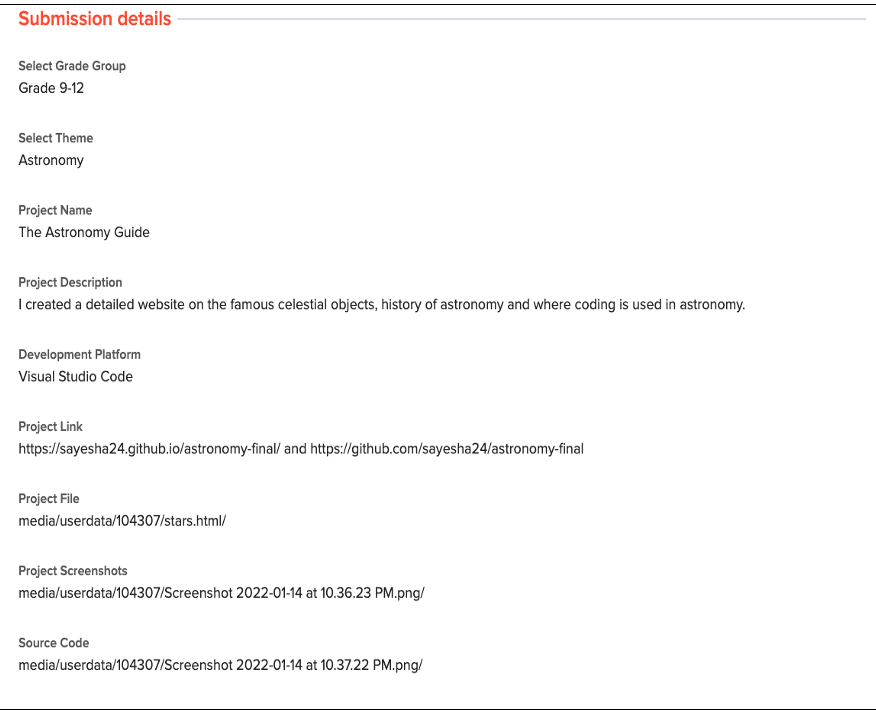 Submission details
Select Grade Group
Grade 9-12
Select Theme
Astronomy
Project Name
The Astronomy Guide
Project Description
I created a detailed website on the famous celestial objects, history of astronomy and where coding is used in astronomy.
Development Platform
Visual Studio Code
Project Link
https://sayesha24.github.io/astronomy-final/ and https://github.com/sayesha24/astronomy-final
Project File
media/userdata/104307/stars.html/
Project Screenshots
media/userdata/104307/Screenshot 2022-01-14 at 10.36.23 PM.png/
Source Code
media/userdata/104307/Screenshot 2022-01-14 at 10.37.22 PM.png/